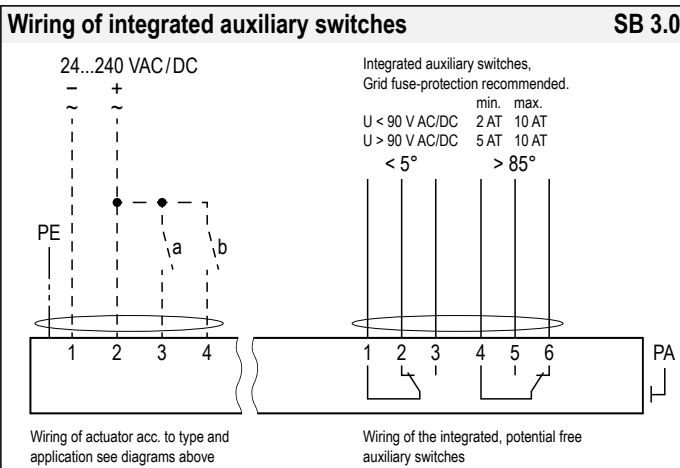 Wiring of integrated auxiliary switches SB 3.0
24...240 VAC/DC
− +
~ ~
Integrated auxiliary switches,
Grid fuse-protection recommended.
min. max.
U < 90 V AC/DC 2 AT 10 AT
U > 90 V AC/DC 5 AT 10 AT
< 5° > 85°
PE
a b
1 2 3 4 1 2 3 4 5 6 PA
Wiring of actuator acc. to type and
application see diagrams above
Wiring of the integrated, potential free
auxiliary switches